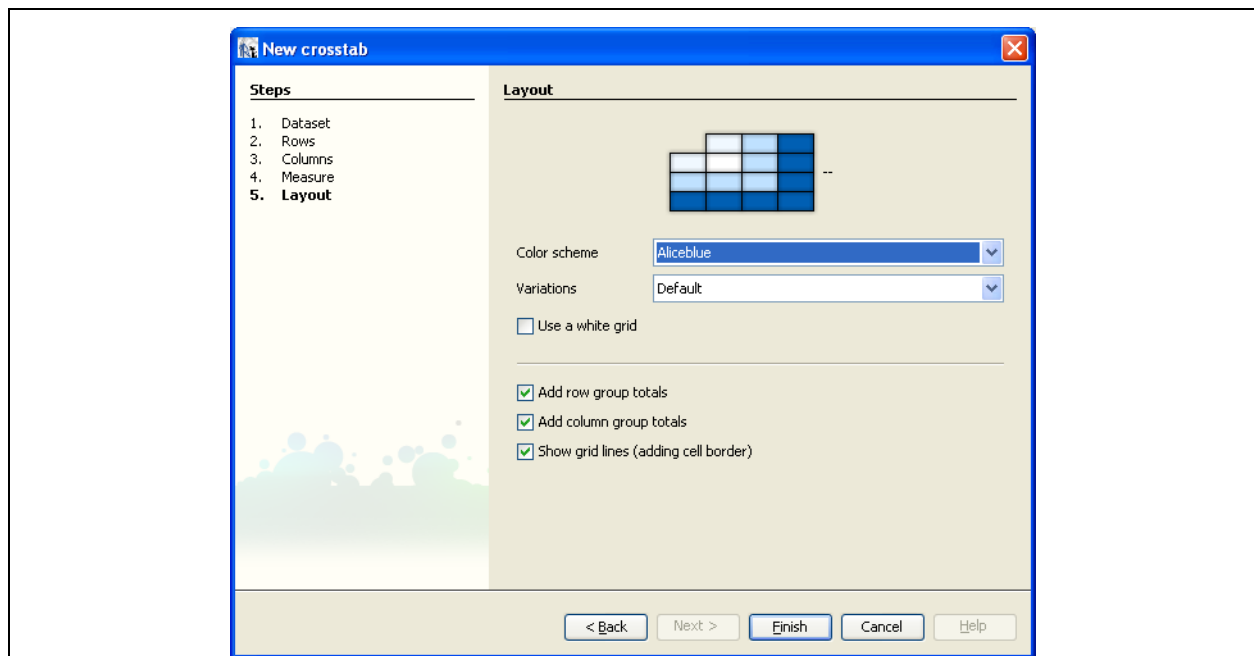 New crosstab
Steps
1. Dataset
2. Rows
3. Columns
4. Measure
5. Layout
Layout
--
Color scheme Aliceblue
Variations Default
Use a white grid
Add row group totals
Add column group totals
Show grid lines (adding cell border)
< Back Next > Finish Cancel Help